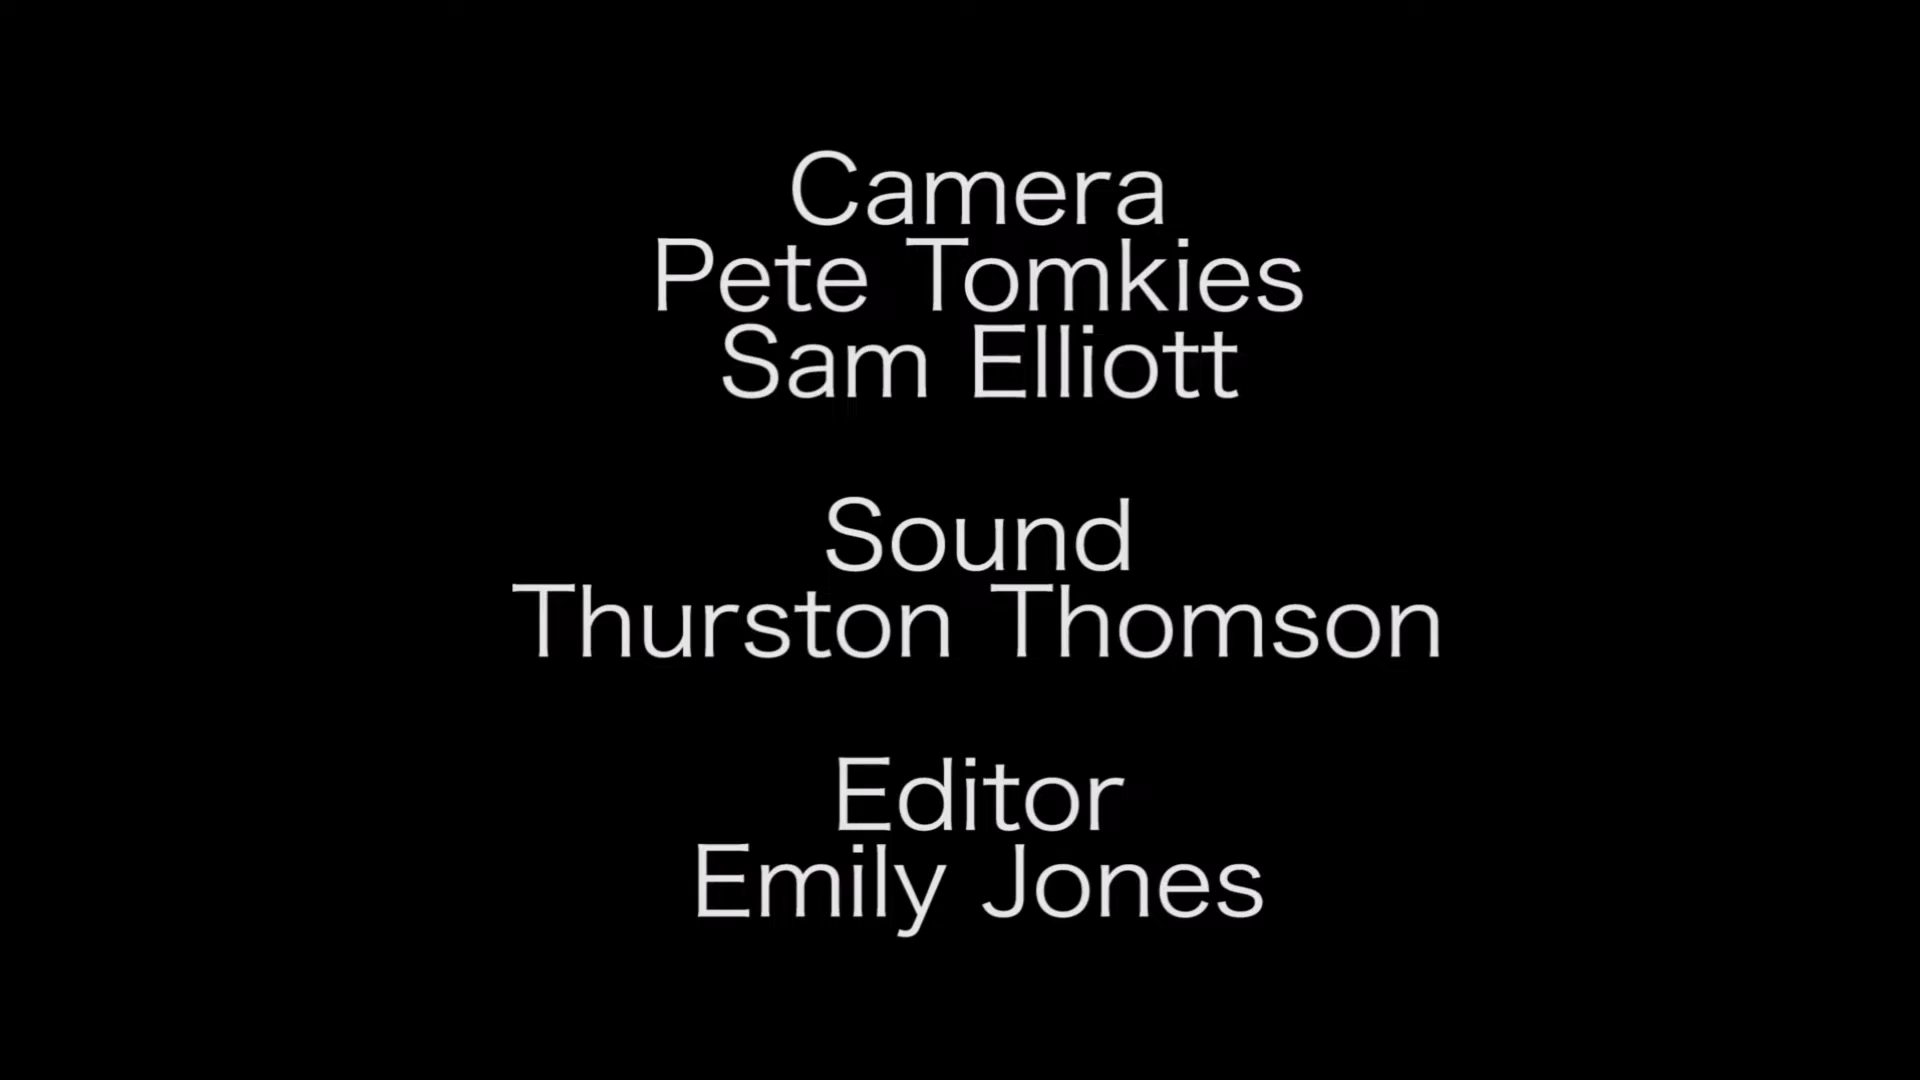 Camera
Pete Tomkies
Sam Elliott
Sound
Thurston Thomson
Editor
Emily Jones